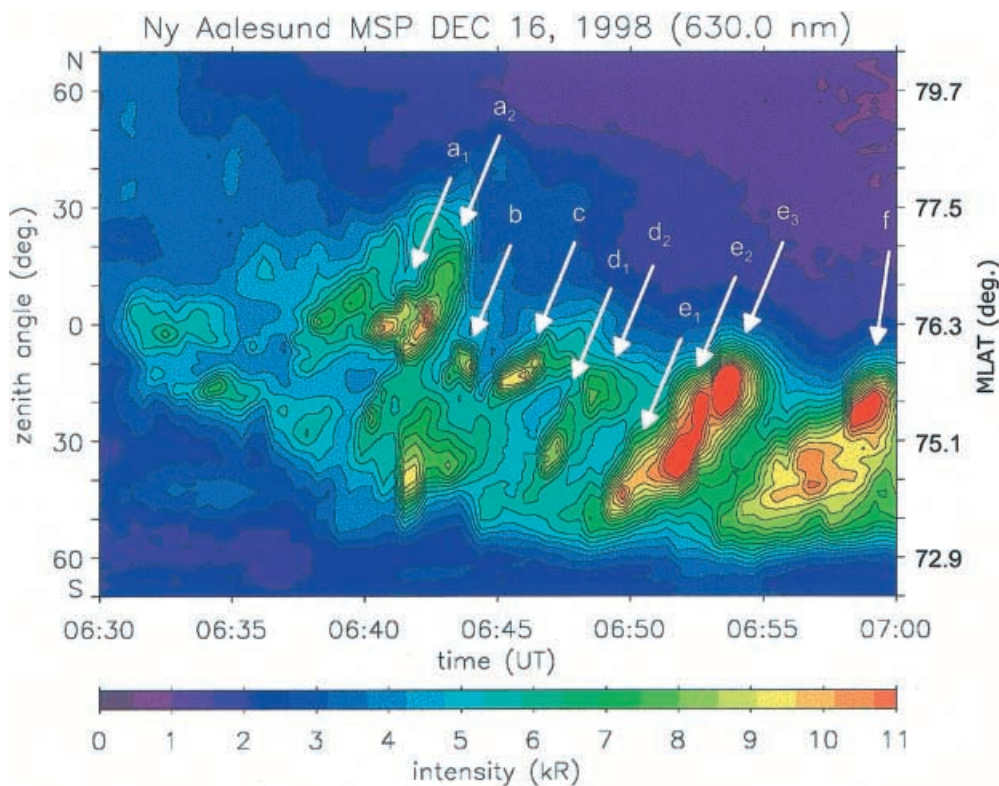 Ny Aalesund MSP DEC 16, 1998 (630.0 nm)
N
60
30
0
30
60
S
zenith angle (deg.)
79.7
77.5
76.3
75.1
72.9
MLAT (deg.)
a1
a2
b
c
d1
d2
e1
e2
e3
f
06:30 06:35 06:40 06:45 06:50 06:55 07:00
time (UT)
0 1 2 3 4 5 6 7 8 9 10 11
intensity (kR)